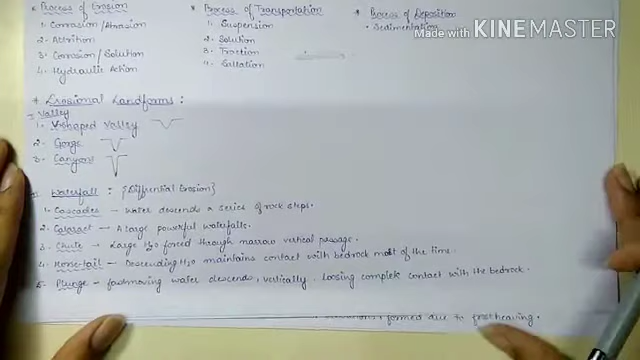 * Process of Erosion
1. Corrasion/Abrasion
2. Attrition
3. Corrosion/Solution
4. Hydraulic Action
* Process of Transportation
1. Suspension
2. Solution
3. Traction
4. Saltation
* Process of Deposition
• Sedimentation
Made with KINEMASTER
* Erosional Landforms :
I Valley
1. V-shaped Valley
2. Gorge
3. Canyons
Waterfall : {Differential Erosion}
1. Cascades - Water descends a series of rock steps.
2. Cataract - A large powerful waterfalls.
3. Chute - Large H2O forced through narrow vertical passage.
4. Horse-tail - Descending H2O maintains contact with bedrock most of the time.
5. Plunge - fast moving water descends, vertically, loosing complete contact with the bedrock.
formed due to frost heaving.